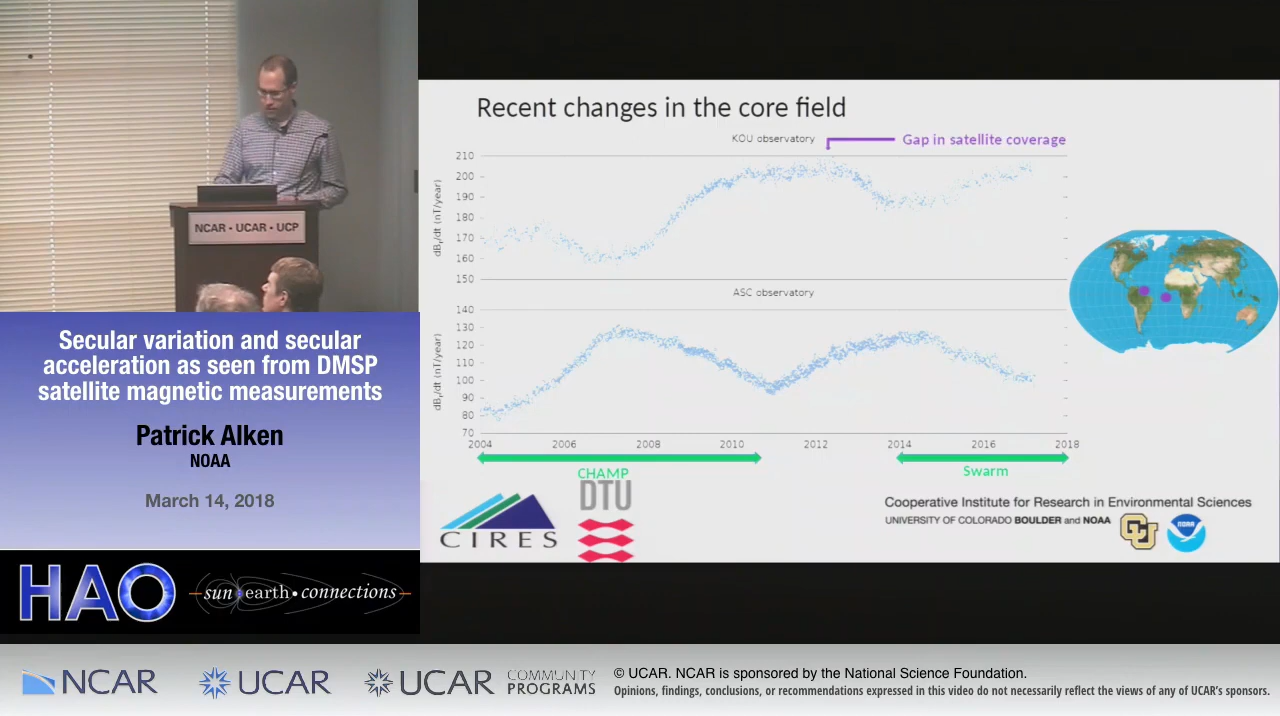 NCAR • UCAR • UCP
Secular variation and secular
acceleration as seen from DMSP
satellite magnetic measurements
Patrick Alken
NOAA
March 14, 2018
HAO
sun earth • connections
Recent changes in the core field
KOU observatory
Gap in satellite coverage
210
200
190
180
170
160
150
dBr/dt (nT/year)
ASC observatory
140
130
120
110
100
90
80
70
dBr/dt (nT/year)
2004 2006 2008 2010 2012 2014 2016 2018
CHAMP
Swarm
CIRES
DTU
Cooperative Institute for Research in Environmental Sciences
UNIVERSITY OF COLORADO BOULDER and NOAA
CU
NOAA
NCAR
UCAR
UCAR
COMMUNITY
PROGRAMS
© UCAR. NCAR is sponsored by the National Science Foundation.
Opinions, findings, conclusions, or recommendations expressed in this video do not necessarily reflect the views of any of UCAR's sponsors.